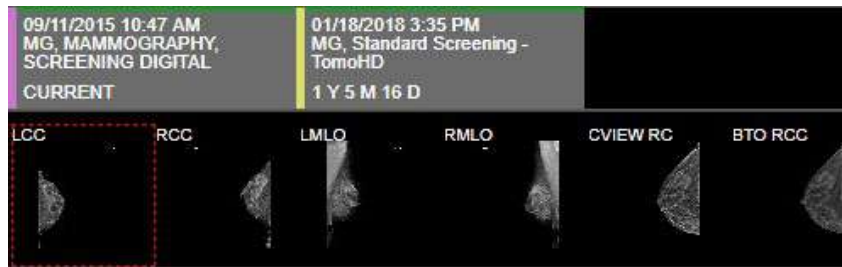 09/11/2015 10:47 AM
MG, MAMMOGRAPHY,
SCREENING DIGITAL
CURRENT
01/18/2018 3:35 PM
MG, Standard Screening -
TomoHD
1 Y 5 M 16 D
LCC RCC LMLO RMLO CVIEW RC BTO RCC